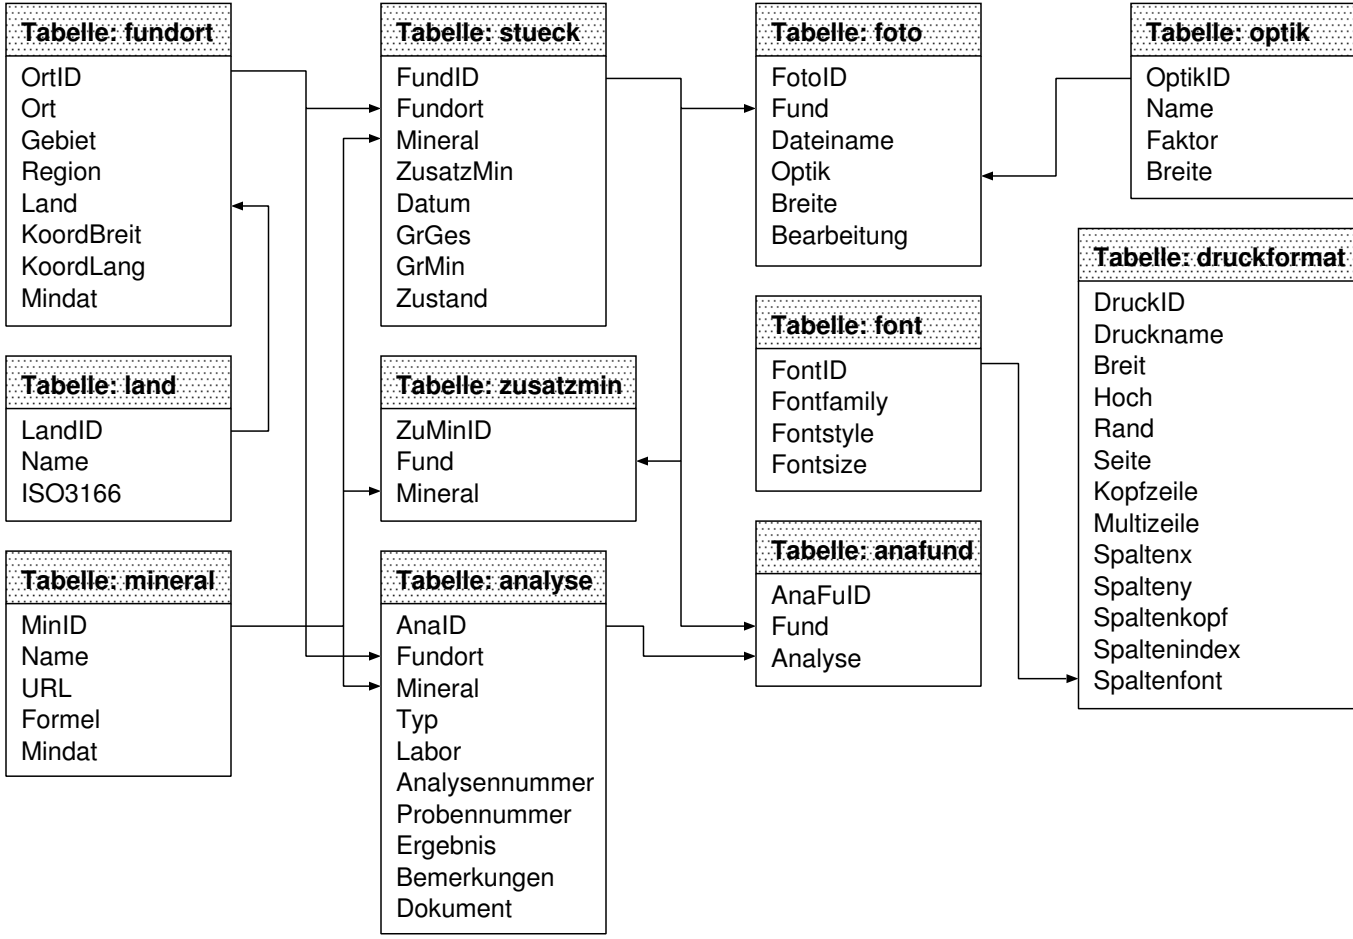 Tabelle: fundort
OrtID
Ort
Gebiet
Region
Land
KoordBreit
KoordLang
Mindat
Tabelle: land
LandID
Name
ISO3166
Tabelle: mineral
MinID
Name
URL
Formel
Mindat
Tabelle: stueck
FundID
Fundort
Mineral
ZusatzMin
Datum
GrGes
GrMin
Zustand
Tabelle: zusatzmin
ZuMinID
Fund
Mineral
Tabelle: analyse
AnaID
Fundort
Mineral
Typ
Labor
Analysennummer
Probennummer
Ergebnis
Bemerkungen
Dokument
Tabelle: foto
FotoID
Fund
Dateiname
Optik
Breite
Bearbeitung
Tabelle: font
FontID
Fontfamily
Fontstyle
Fontsize
Tabelle: anafund
AnaFuID
Fund
Analyse
Tabelle: optik
OptikID
Name
Faktor
Breite
Tabelle: druckformat
DruckID
Druckname
Breit
Hoch
Rand
Seite
Kopfzeile
Multizeile
Spaltenx
Spalteny
Spaltenkopf
Spaltenindex
Spaltenfont